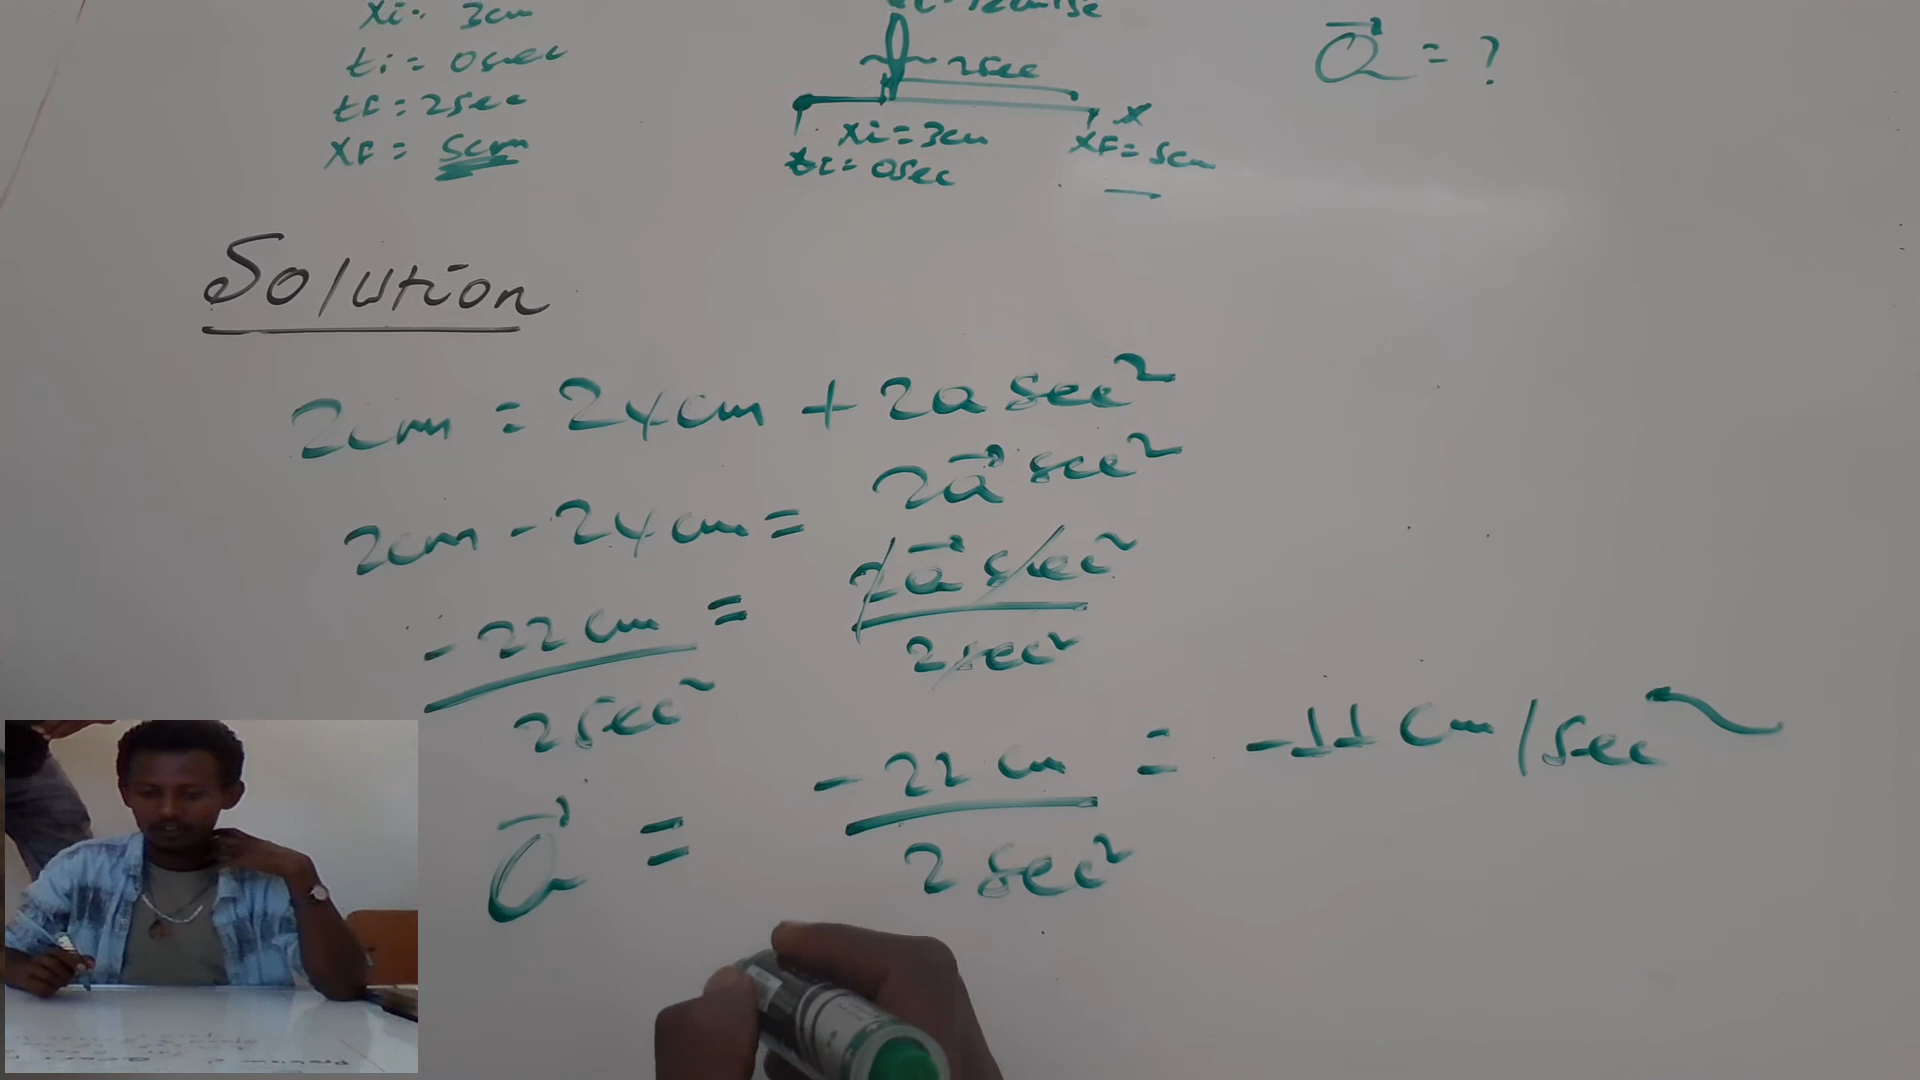 xi= 3cm
ti = 0sec
tF = 2sec
XF = 5cm
2sec
xi = 3cm
XF = 5cm
ti = 0sec
x
a = ?
Solution
2cm = 24cm + 2a sec²
2cm - 24cm = 2a sec²
-22cm / 2sec² = 2a sec² / 2sec²
a = -22cm / 2sec² = -11 cm/sec²